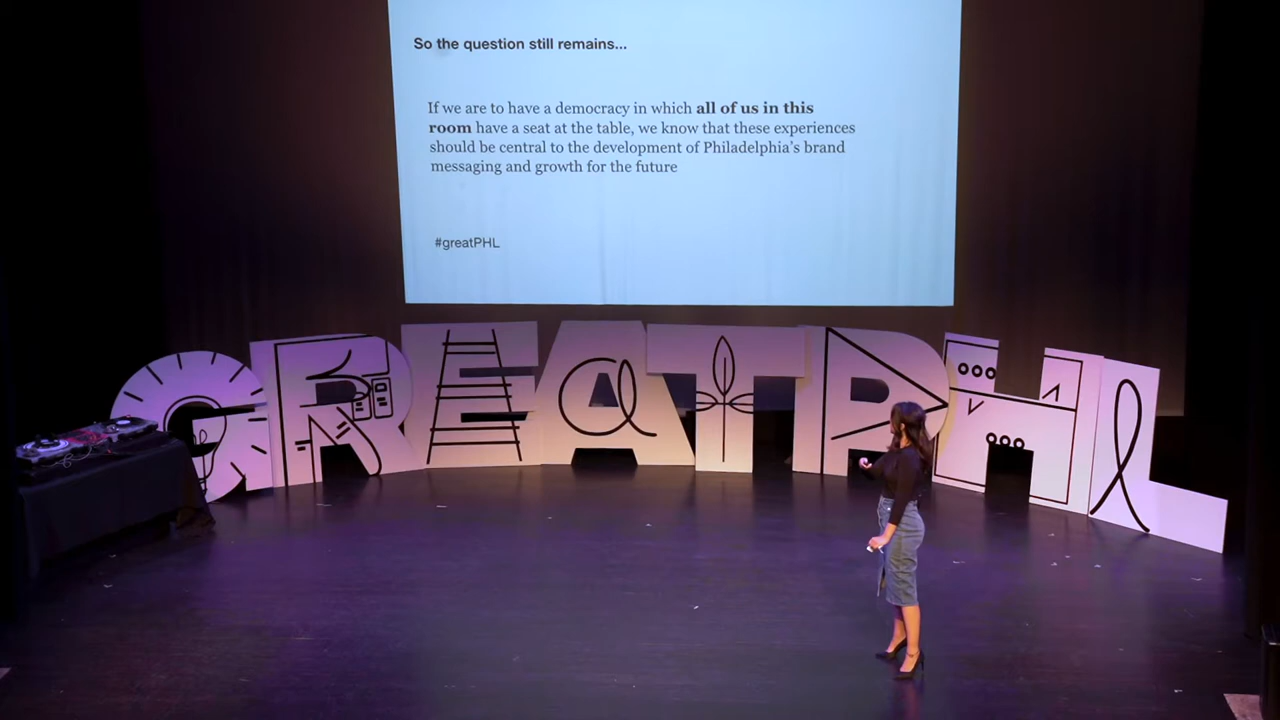 So the question still remains...
If we are to have a democracy in which all of us in this
room have a seat at the table, we know that these experiences
should be central to the development of Philadelphia's brand
messaging and growth for the future
#greatPHL
GREATPHL